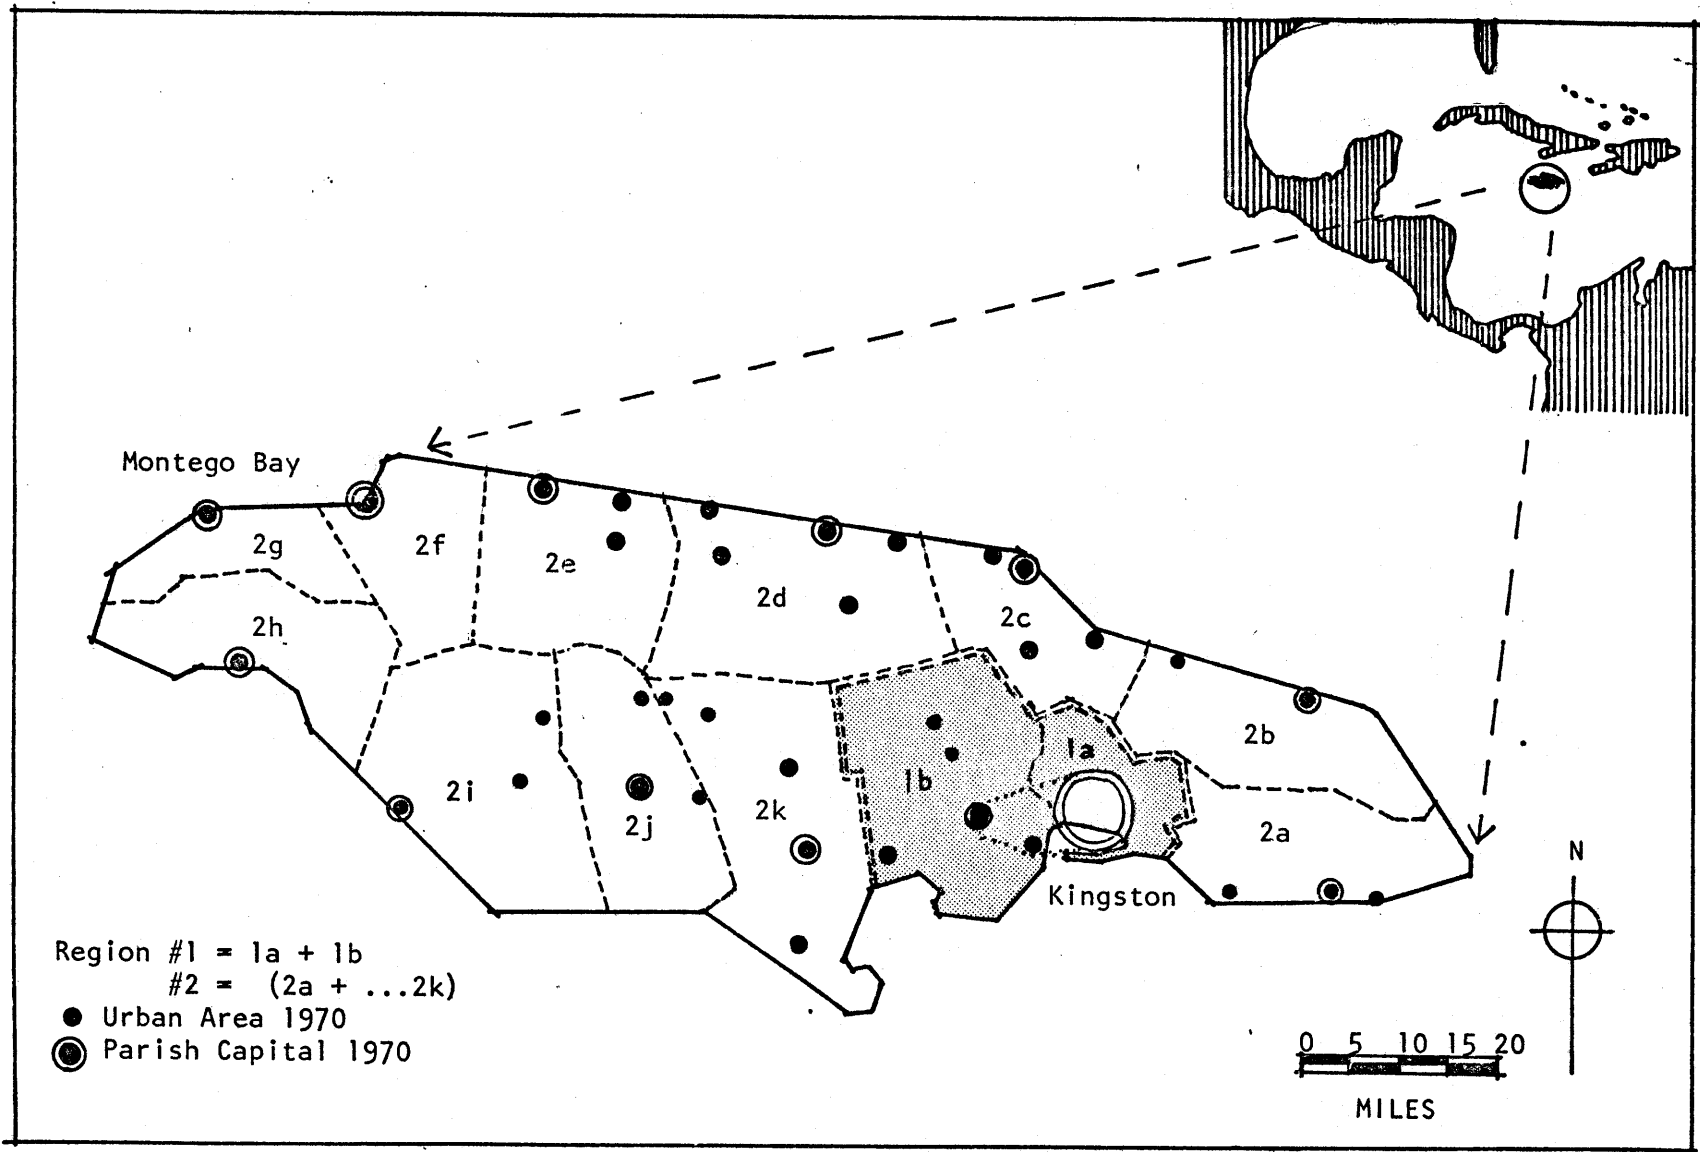 Montego Bay
2g
2f
2e
2d
2h
2c
1a
2b
1b
2i
2j
2k
2a
Kingston
N
Region #1 = 1a + 1b
#2 = (2a + ...2k)
Urban Area 1970
Parish Capital 1970
0 5 10 15 20
MILES